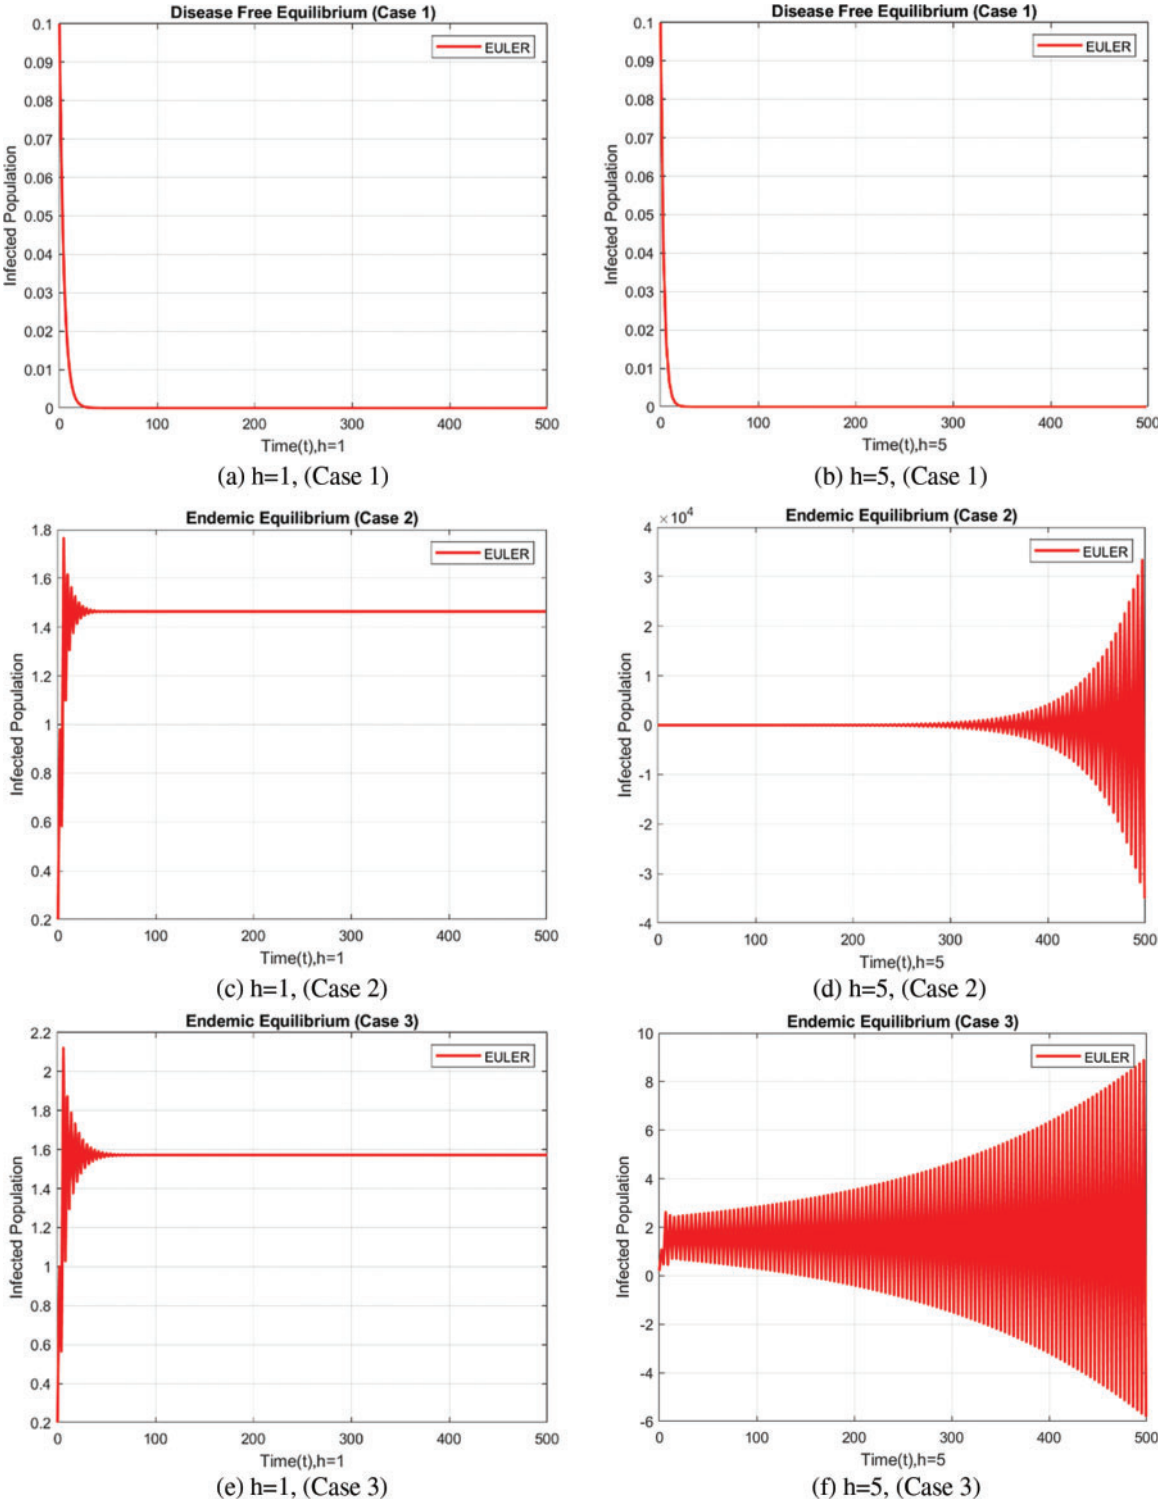 Disease Free Equilibrium (Case 1)
0.1
0.09
0.08
0.07
0.06
0.05
0.04
0.03
0.02
0.01
0
Infected Population
EULER
0 100 200 300 400 500
Time(t),h=1
(a) h=1, (Case 1)
Disease Free Equilibrium (Case 1)
0.1
0.09
0.08
0.07
0.06
0.05
0.04
0.03
0.02
0.01
0
Infected Population
EULER
0 100 200 300 400 500
Time(t),h=5
(b) h=5, (Case 1)
Endemic Equilibrium (Case 2)
1.8
1.6
1.4
1.2
1
0.8
0.6
0.4
0.2
Infected Population
EULER
0 100 200 300 400 500
Time(t),h=1
(c) h=1, (Case 2)
×10⁴
Endemic Equilibrium (Case 2)
4
3
2
1
0
-1
-2
-3
-4
Infected Population
EULER
0 100 200 300 400 500
Time(t),h=5
(d) h=5, (Case 2)
Endemic Equilibrium (Case 3)
2.2
2
1.8
1.6
1.4
1.2
1
0.8
0.6
0.4
0.2
Infected Population
EULER
0 100 200 300 400 500
Time(t),h=1
(e) h=1, (Case 3)
Endemic Equilibrium (Case 3)
10
8
6
4
2
0
-2
-4
-6
Infected Population
EULER
0 100 200 300 400 500
Time(t),h=5
(f) h=5, (Case 3)